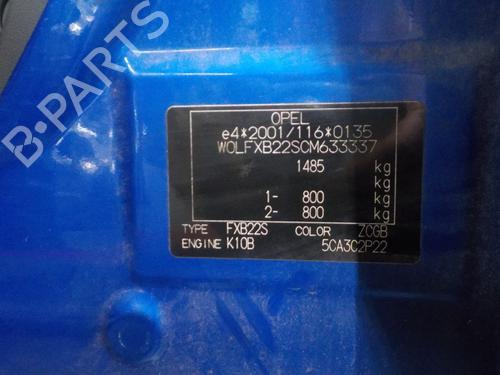 B-PARTS
OPEL
e4*2001/116*0135
WOLFXB22SCM633337
1485 kg
kg
1- 800 kg
2- 800 kg
TYPE FXB22S COLOR ZCGB
ENGINE K10B 5CA3C2P22